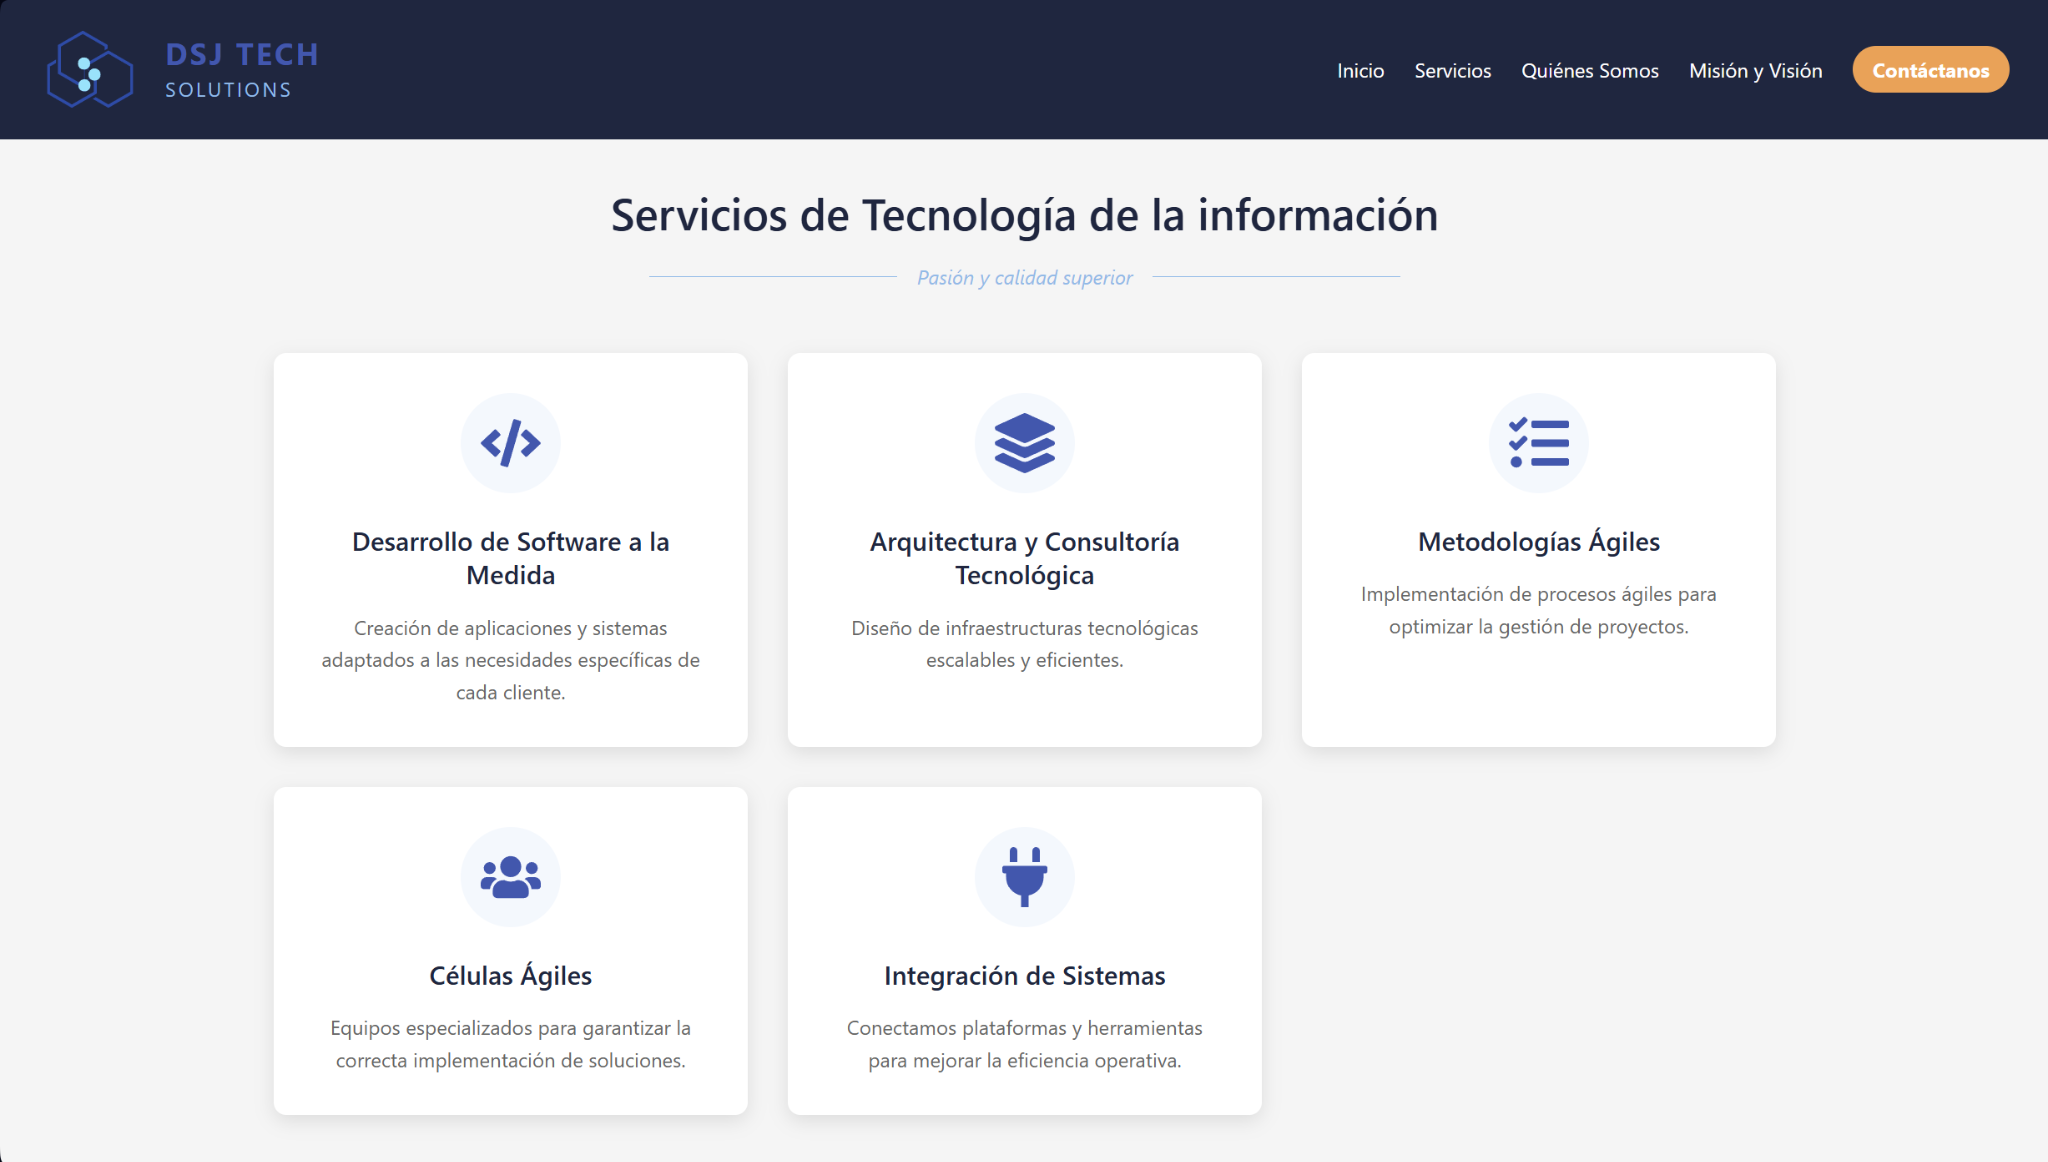 DSJ TECH
SOLUTIONS
Inicio
Servicios
Quiénes Somos
Misión y Visión
Contáctanos
Servicios de Tecnología de la información
Pasión y calidad superior
Desarrollo de Software a la
Medida
Creación de aplicaciones y sistemas
adaptados a las necesidades específicas de
cada cliente.
Arquitectura y Consultoría
Tecnológica
Diseño de infraestructuras tecnológicas
escalables y eficientes.
Metodologías Ágiles
Implementación de procesos ágiles para
optimizar la gestión de proyectos.
Células Ágiles
Equipos especializados para garantizar la
correcta implementación de soluciones.
Integración de Sistemas
Conectamos plataformas y herramientas
para mejorar la eficiencia operativa.